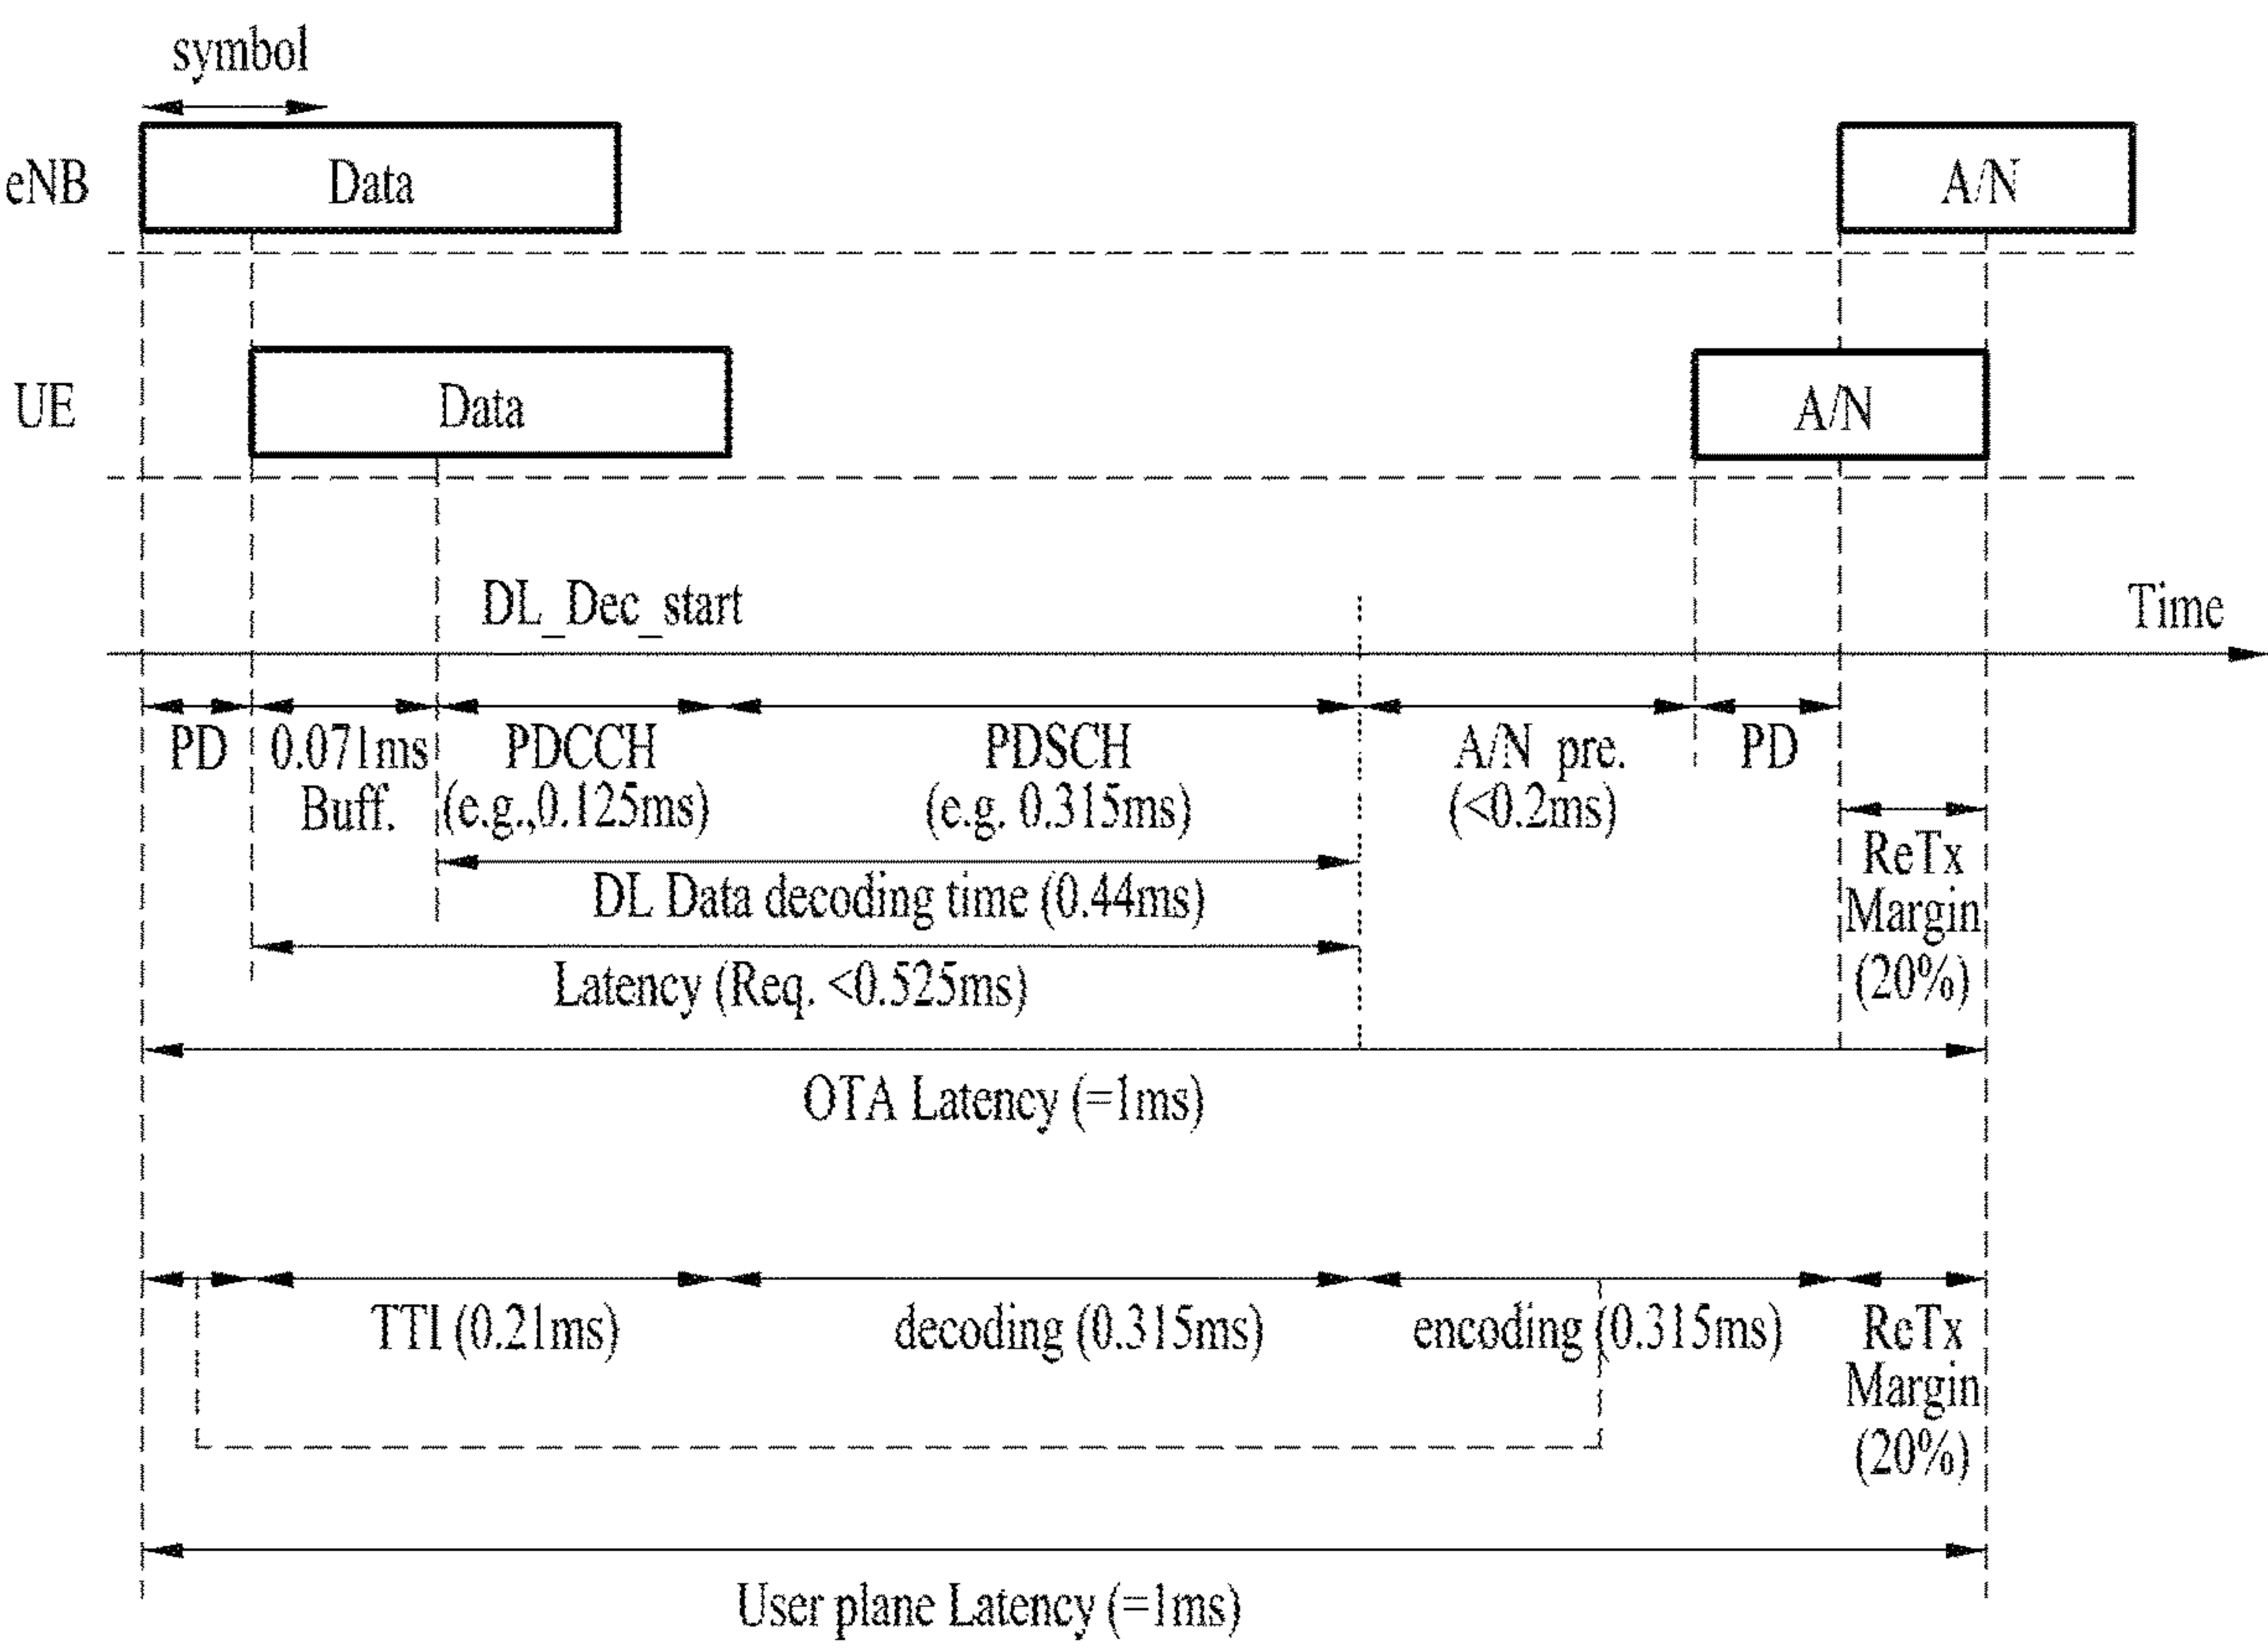 symbol
eNB
Data
A/N
UE
Data
A/N
DL_Dec_start
Time
PD
0.071ms
Buff.
PDCCH
(e.g.,0.125ms)
PDSCH
(e.g. 0.315ms)
A/N pre.
(<0.2ms)
PD
ReTx
Margin
(20%)
DL Data decoding time (0.44ms)
Latency (Req. <0.525ms)
OTA Latency (=1ms)
TTI (0.21ms)
decoding (0.315ms)
encoding (0.315ms)
ReTx
Margin
(20%)
User plane Latency (=1ms)